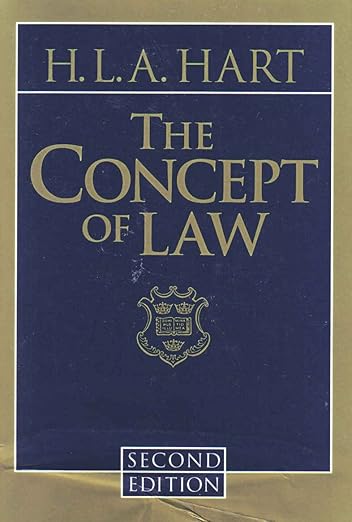 H.L.A. HART
THE
CONCEPT
OF LAW
SECOND
EDITION